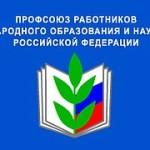 ПРОФСОЮЗ РАБОТНИКОВ
АРОДНОГО ОБРАЗОВАНИЯ И НАУ
РОССИЙСКОЙ ФЕДЕРАЦИИ